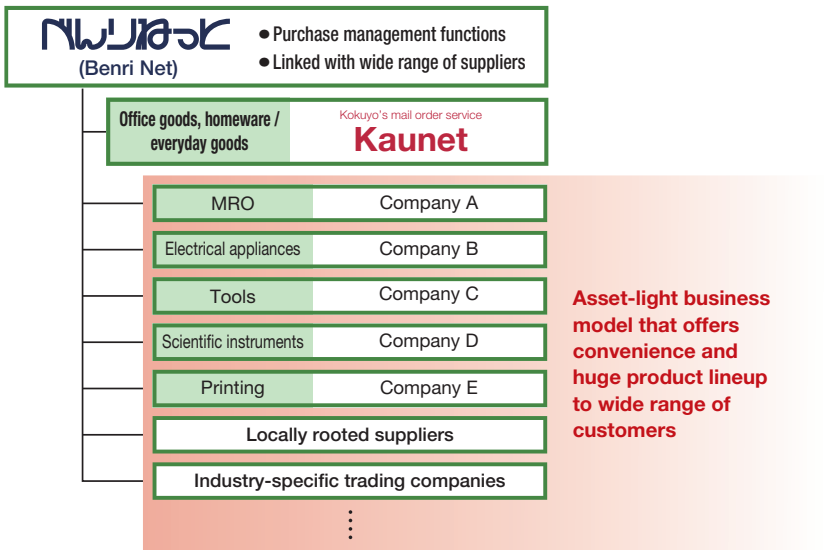 べんりねっと
(Benri Net)
● Purchase management functions
● Linked with wide range of suppliers
Office goods, homeware /
everyday goods
Kokuyo's mail order service
Kaunet
MRO
Company A
Electrical appliances
Company B
Tools
Company C
Scientific instruments
Company D
Printing
Company E
Locally rooted suppliers
Industry-specific trading companies
Asset-light business
model that offers
convenience and
huge product lineup
to wide range of
customers